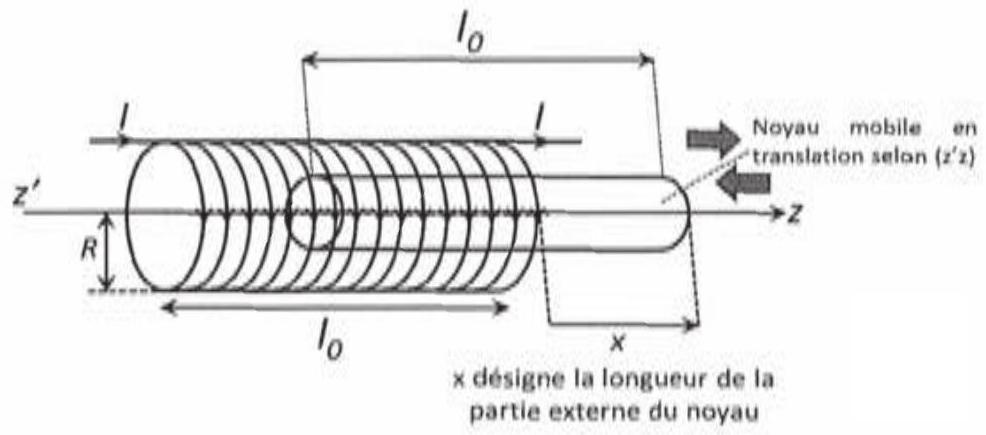 l0
I
I
Noyau mobile en
translation selon (z'z)
z'
z
R
l0
x
x désigne la longueur de la
partie externe du noyau